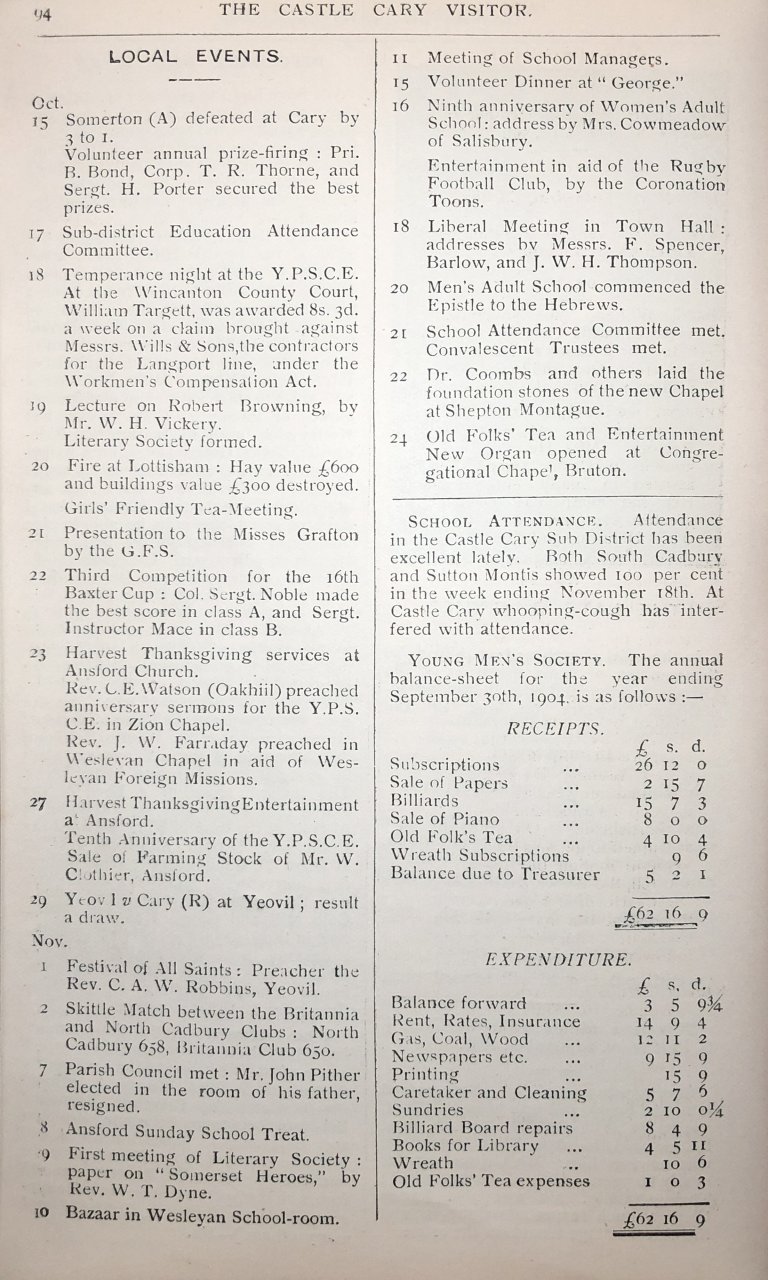 94
THE CASTLE CARY VISITOR.
LOCAL EVENTS.
Oct.
15 Somerton (A) defeated at Cary by
3 to 1.
Volunteer annual prize-firing : Pri.
B. Bond, Corp. T. R. Thorne, and
Sergt. H. Porter secured the best
prizes.
17 Sub-district Education Attendance
Committee.
18 Temperance night at the Y.P.S.C.E.
At the Wincanton County Court,
William Targett, was awarded 8s. 3d.
a week on a claim brought against
Messrs. Wills & Sons, the contractors
for the Langport line, under the
Workmen's Compensation Act.
19 Lecture on Robert Browning, by
Mr. W. H. Vickery.
Literary Society formed.
20 Fire at Lottisham : Hay value £600
and buildings value £300 destroyed.
Girls' Friendly Tea-Meeting.
21 Presentation to the Misses Grafton
by the G.F.S.
22 Third Competition for the 16th
Baxter Cup : Col. Sergt. Noble made
the best score in class A, and Sergt.
Instructor Mace in class B.
23 Harvest Thanksgiving services at
Ansford Church.
Rev. C.E.Watson (Oakhill) preached
anniversary sermons for the Y.P.S.
C.E. in Zion Chapel.
Rev. J. W. Farraday preached in
Wesleyan Chapel in aid of Wes-
leyan Foreign Missions.
27 Harvest Thanksgiving Entertainment
at Ansford.
Tenth Anniversary of the Y.P.S.C.E.
Sale of Farming Stock of Mr. W.
Clothier, Ansford.
29 Yeovil v Cary (R) at Yeovil ; result
a draw.
Nov.
1 Festival of All Saints : Preacher the
Rev. C. A. W. Robbins, Yeovil.
2 Skittle Match between the Britannia
and North Cadbury Clubs : North
Cadbury 658, Britannia Club 650.
7 Parish Council met : Mr. John Pither
elected in the room of his father,
resigned.
8 Ansford Sunday School Treat.
9 First meeting of Literary Society :
paper on "Somerset Heroes," by
Rev. W. T. Dyne.
10 Bazaar in Wesleyan School-room.
11 Meeting of School Managers.
15 Volunteer Dinner at "George."
16 Ninth anniversary of Women's Adult
School : address by Mrs. Cowmeadow
of Salisbury.
Entertainment in aid of the Rugby
Football Club, by the Coronation
Toons.
18 Liberal Meeting in Town Hall :
addresses by Messrs. F. Spencer,
Barlow, and J. W. H. Thompson.
20 Men's Adult School commenced the
Epistle to the Hebrews.
21 School Attendance Committee met.
Convalescent Trustees met.
22 Dr. Coombs and others laid the
foundation stones of the new Chapel
at Shepton Montague.
24 Old Folks' Tea and Entertainment
New Organ opened at Congre-
gational Chapel, Bruton.
SCHOOL ATTENDANCE. Attendance
in the Castle Cary Sub District has been
excellent lately. Both South Cadbury
and Sutton Montis showed 100 per cent
in the week ending November 18th. At
Castle Cary whooping-cough has inter-
fered with attendance.
YOUNG MEN'S SOCIETY. The annual
balance-sheet for the year ending
September 30th, 1904. is as follows :—
RECEIPTS.
£ s. d.
Subscriptions ... 26 12 0
Sale of Papers ... 2 15 7
Billiards ... 15 7 3
Sale of Piano ... 8 0 0
Old Folk's Tea ... 4 10 4
Wreath Subscriptions 9 6
Balance due to Treasurer 5 2 1
£62 16 9
EXPENDITURE.
£ s. d.
Balance forward ... 3 5 9¾
Rent, Rates, Insurance 14 9 4
Gas, Coal, Wood ... 12 11 2
Newspapers etc. ... 9 15 9
Printing ... 15 9
Caretaker and Cleaning 5 7 6
Sundries ... 2 10 0¼
Billiard Board repairs 8 4 9
Books for Library ... 4 5 11
Wreath ... 10 6
Old Folks' Tea expenses 1 0 3
£62 16 9